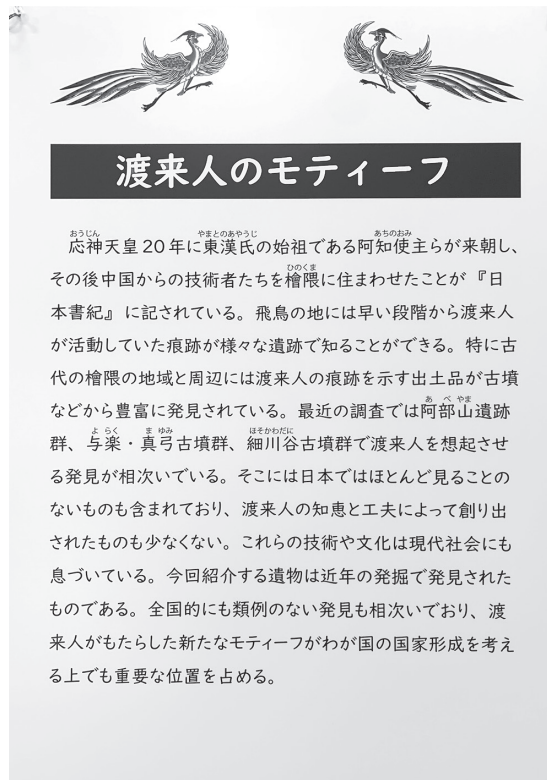 渡来人のモティーフ
応神天皇20年に東漢氏の始祖である阿知使主らが来朝し、
その後中国からの技術者たちを檜隈に住まわせたことが『日
本書紀』に記されている。飛鳥の地には早い段階から渡来人
が活動していた痕跡が様々な遺跡で知ることができる。特に古
代の檜隈の地域と周辺には渡来人の痕跡を示す出土品が古墳
などから豊富に発見されている。最近の調査では阿部山遺跡
群、与楽・真弓古墳群、細川谷古墳群で渡来人を想起させ
る発見が相次いでいる。そこには日本ではほとんど見ることの
ないものも含まれており、渡来人の知恵と工夫によって創り出
されたものも少なくない。これらの技術や文化は現代社会にも
息づいている。今回紹介する遺物は近年の発掘で発見された
ものである。全国的にも類例のない発見も相次いでおり、渡
来人がもたらした新たなモティーフがわが国の国家形成を考え
る上でも重要な位置を占める。